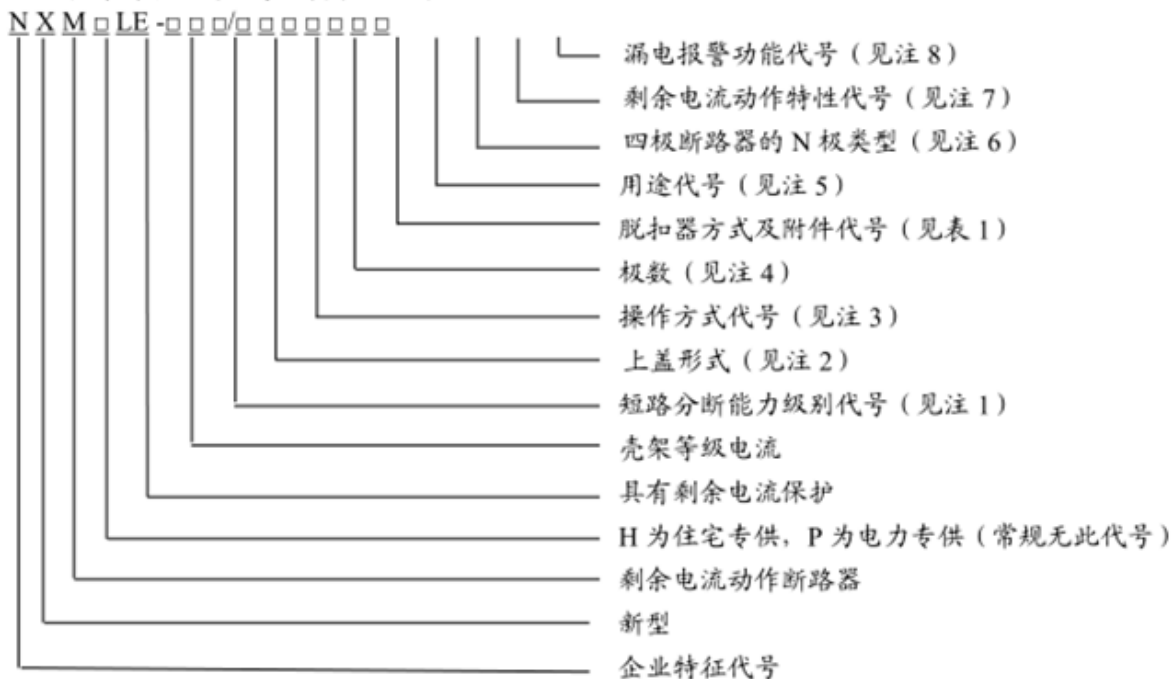 N X M □ LE -□ □ □/□ □ □ □ □ □ □
漏电报警功能代号（见注 8）
剩余电流动作特性代号（见注 7）
四极断路器的 N 极类型（见注 6）
用途代号（见注 5）
脱扣器方式及附件代号（见表 1）
极数（见注 4）
操作方式代号（见注 3）
上盖形式（见注 2）
短路分断能力级别代号（见注 1）
壳架等级电流
具有剩余电流保护
H 为住宅专供，P 为电力专供（常规无此代号）
剩余电流动作断路器
新型
企业特征代号